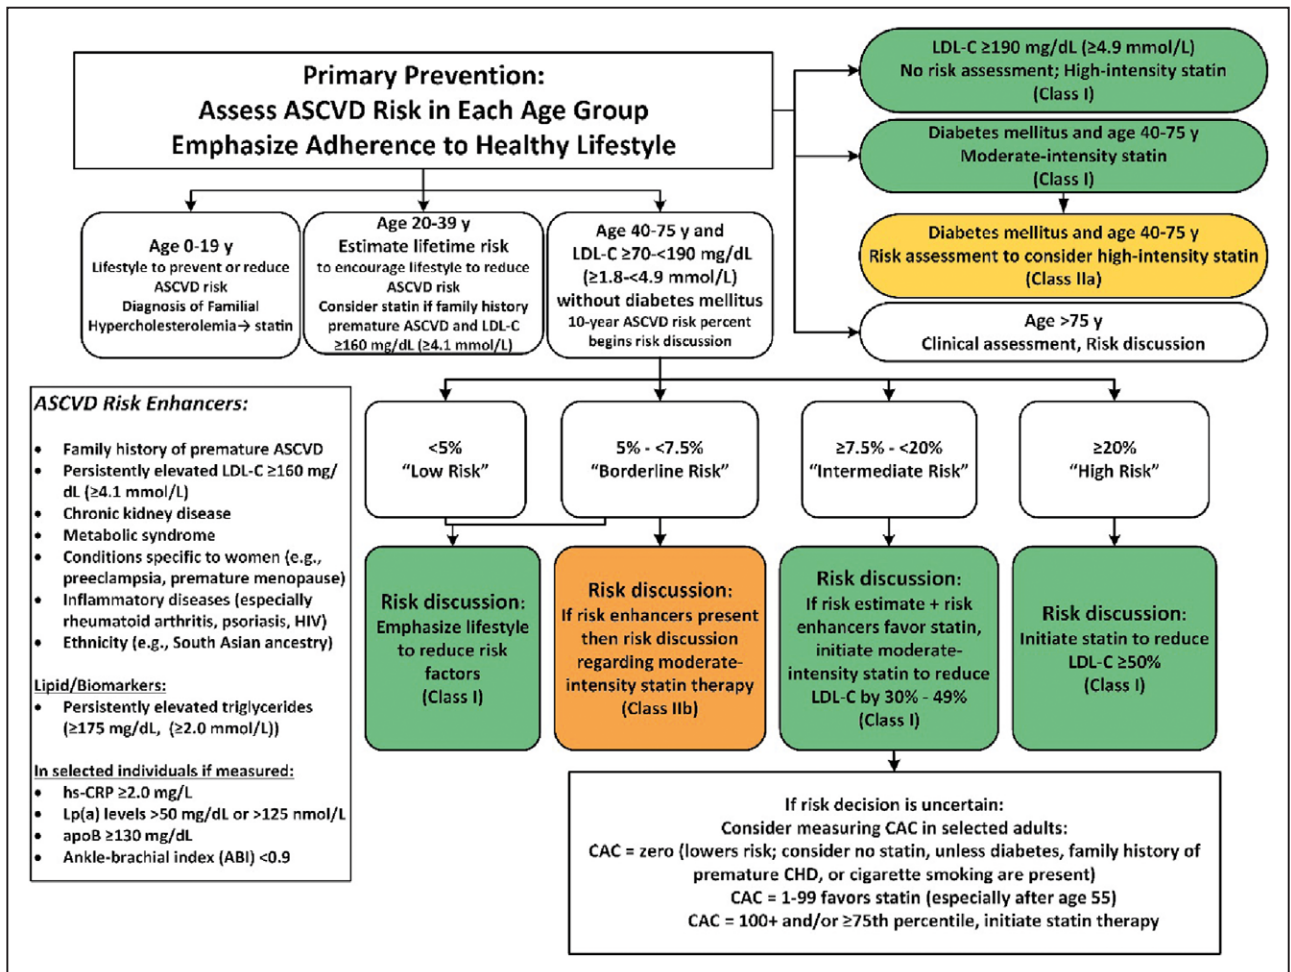 Primary Prevention:
Assess ASCVD Risk in Each Age Group
Emphasize Adherence to Healthy Lifestyle
LDL-C ≥190 mg/dL (≥4.9 mmol/L)
No risk assessment; High-intensity statin
(Class I)
Diabetes mellitus and age 40-75 y
Moderate-intensity statin
(Class I)
Diabetes mellitus and age 40-75 y
Risk assessment to consider high-intensity statin
(Class IIa)
Age >75 y
Clinical assessment, Risk discussion
Age 0-19 y
Lifestyle to prevent or reduce
ASCVD risk
Diagnosis of Familial
Hypercholesterolemia→ statin
Age 20-39 y
Estimate lifetime risk
to encourage lifestyle to reduce
ASCVD risk
Consider statin if family history
premature ASCVD and LDL-C
≥160 mg/dL (≥4.1 mmol/L)
Age 40-75 y and
LDL-C ≥70-<190 mg/dL
(≥1.8-<4.9 mmol/L)
without diabetes mellitus
10-year ASCVD risk percent
begins risk discussion
<5%
“Low Risk”
5% - <7.5%
“Borderline Risk”
≥7.5% - <20%
“Intermediate Risk”
≥20%
“High Risk”
Risk discussion:
Emphasize lifestyle
to reduce risk
factors
(Class I)
Risk discussion:
If risk enhancers present
then risk discussion
regarding moderate-
intensity statin therapy
(Class IIb)
Risk discussion:
If risk estimate + risk
enhancers favor statin,
initiate moderate-
intensity statin to reduce
LDL-C by 30% - 49%
(Class I)
Risk discussion:
Initiate statin to reduce
LDL-C ≥50%
(Class I)
If risk decision is uncertain:
Consider measuring CAC in selected adults:
CAC = zero (lowers risk; consider no statin, unless diabetes, family history of
premature CHD, or cigarette smoking are present)
CAC = 1-99 favors statin (especially after age 55)
CAC = 100+ and/or ≥75th percentile, initiate statin therapy
ASCVD Risk Enhancers:
• Family history of premature ASCVD
• Persistently elevated LDL-C ≥160 mg/
dL (≥4.1 mmol/L)
• Chronic kidney disease
• Metabolic syndrome
• Conditions specific to women (e.g.,
preeclampsia, premature menopause)
• Inflammatory diseases (especially
rheumatoid arthritis, psoriasis, HIV)
• Ethnicity (e.g., South Asian ancestry)
Lipid/Biomarkers:
• Persistently elevated triglycerides
(≥175 mg/dL, (≥2.0 mmol/L))
In selected individuals if measured:
• hs-CRP ≥2.0 mg/L
• Lp(a) levels >50 mg/dL or >125 nmol/L
• apoB ≥130 mg/dL
• Ankle-brachial index (ABI) <0.9